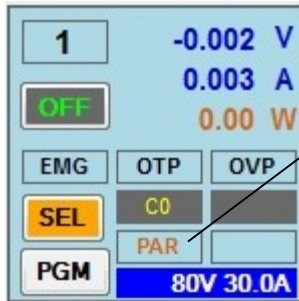 1 -0.002 V
0.003 A
OFF 0.00 W
EMG OTP OVP
SEL C0
PAR
PGM 80V 30.0A